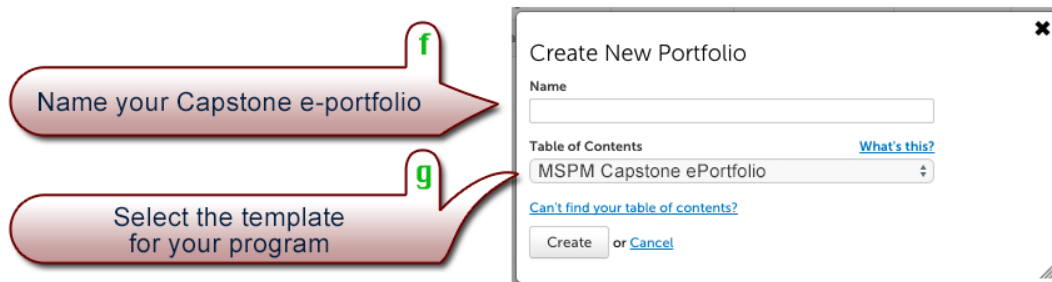 f
Name your Capstone e-portfolio
g
Select the template
for your program
Create New Portfolio
Name
Table of Contents What's this?
MSPM Capstone ePortfolio
Can't find your table of contents?
Create or Cancel